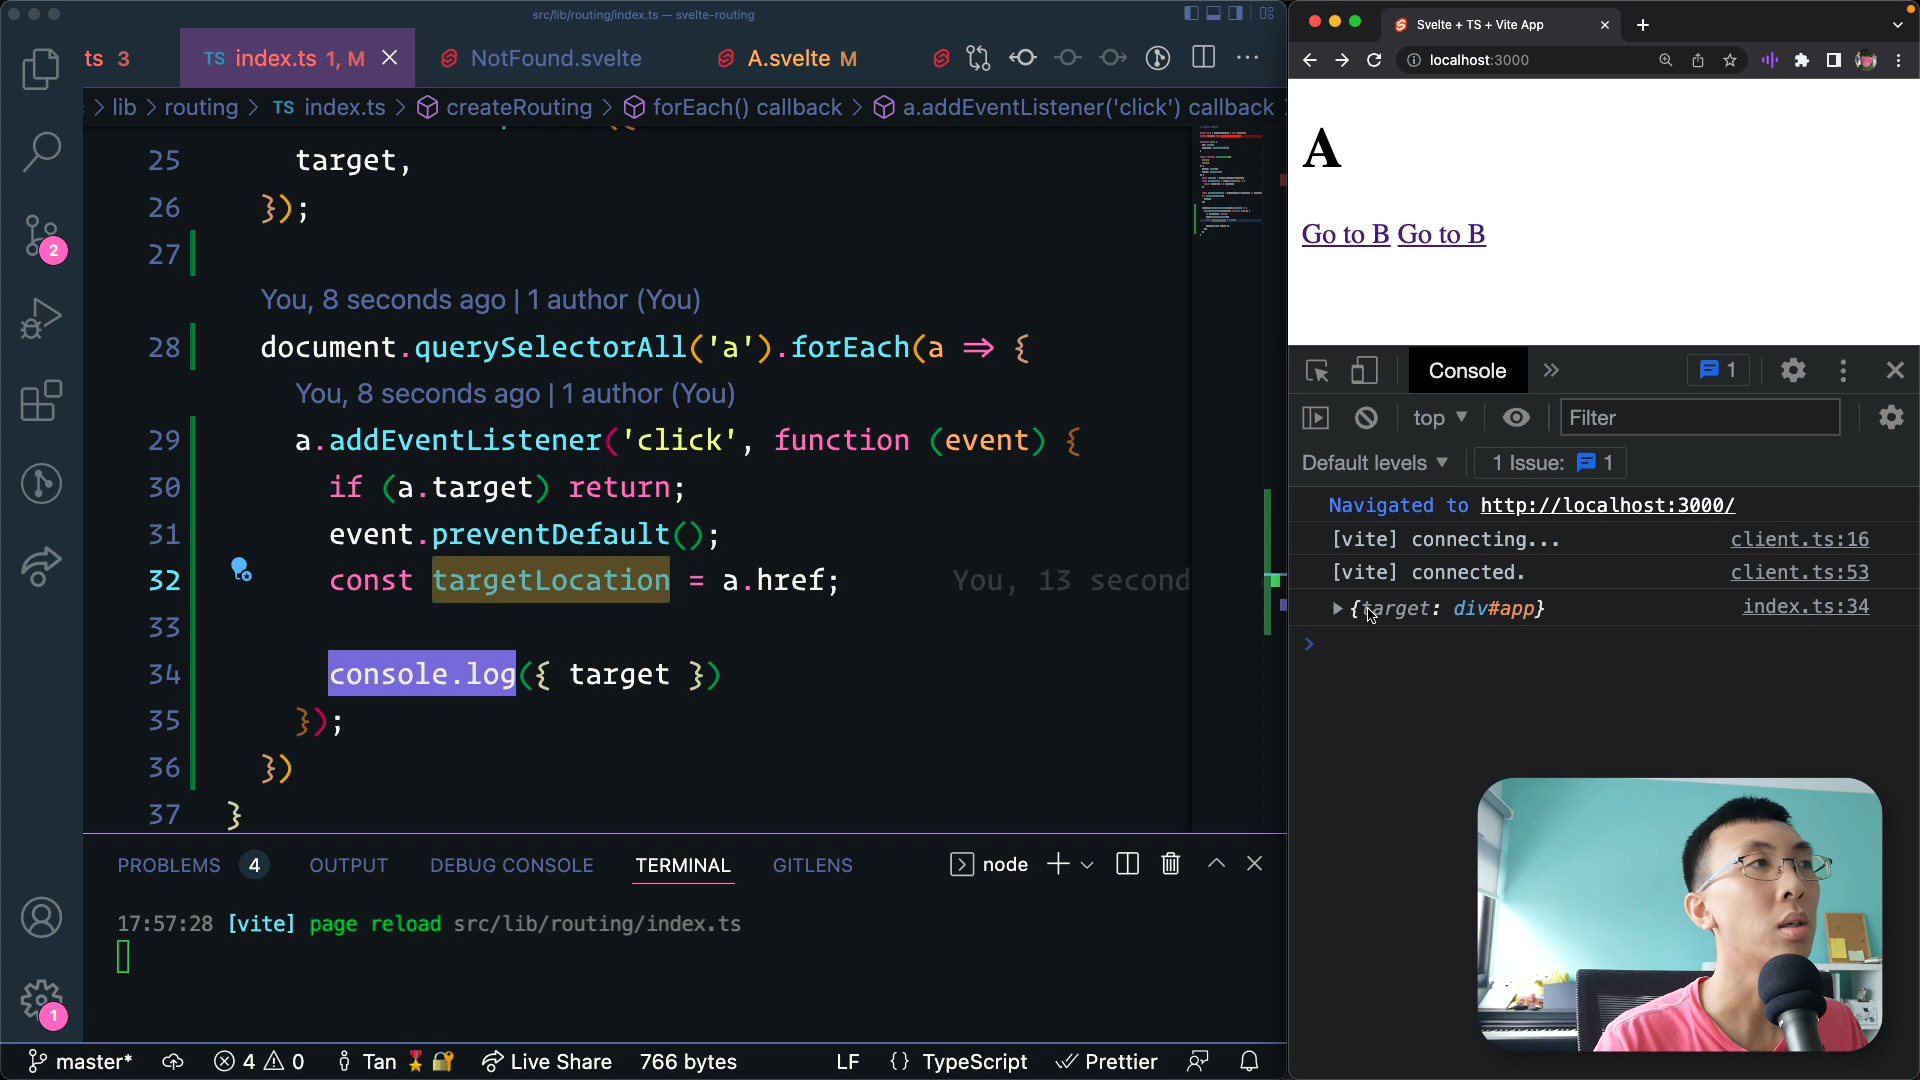 src/lib/routing/index.ts — svelte-routing
ts 3
TS index.ts 1, M
NotFound.svelte
A.svelte M
lib > routing > TS index.ts > createRouting > forEach() callback > a.addEventListener('click') callback
25 target,
26 });
27
You, 8 seconds ago | 1 author (You)
28 document.querySelectorAll('a').forEach(a ⇒ {
You, 8 seconds ago | 1 author (You)
29 a.addEventListener('click', function (event) {
30 if (a.target) return;
31 event.preventDefault();
32 const targetLocation = a.href; You, 13 second
33
34 console.log({ target })
35 });
36 })
37 }
PROBLEMS 4 OUTPUT DEBUG CONSOLE TERMINAL GITLENS
node
17:57:28 [vite] page reload src/lib/routing/index.ts
2
1
master* 4 0 Tan Live Share 766 bytes LF {} TypeScript Prettier
Svelte + TS + Vite App
localhost:3000
A
Go to B Go to B
Console 1
top Filter
Default levels 1 Issue: 1
Navigated to http://localhost:3000/
[vite] connecting... client.ts:16
[vite] connected. client.ts:53
{target: div#app} index.ts:34